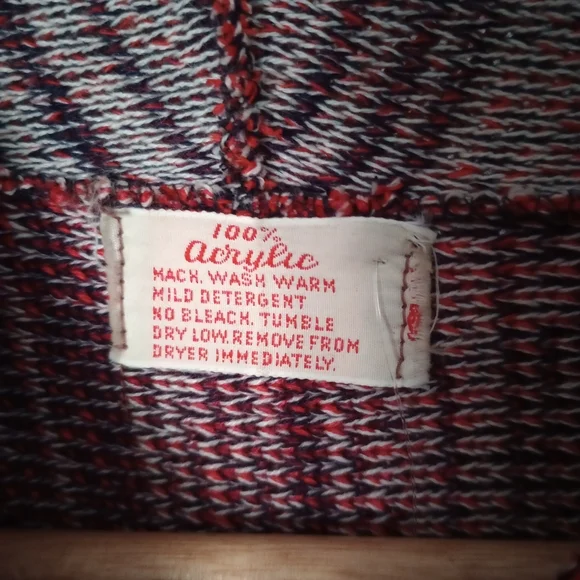 100%
acrylic
MACH. WASH WARM
MILD DETERGENT
NO BLEACH. TUMBLE
DRY LOW. REMOVE FROM
DRYER IMMEDIATELY.